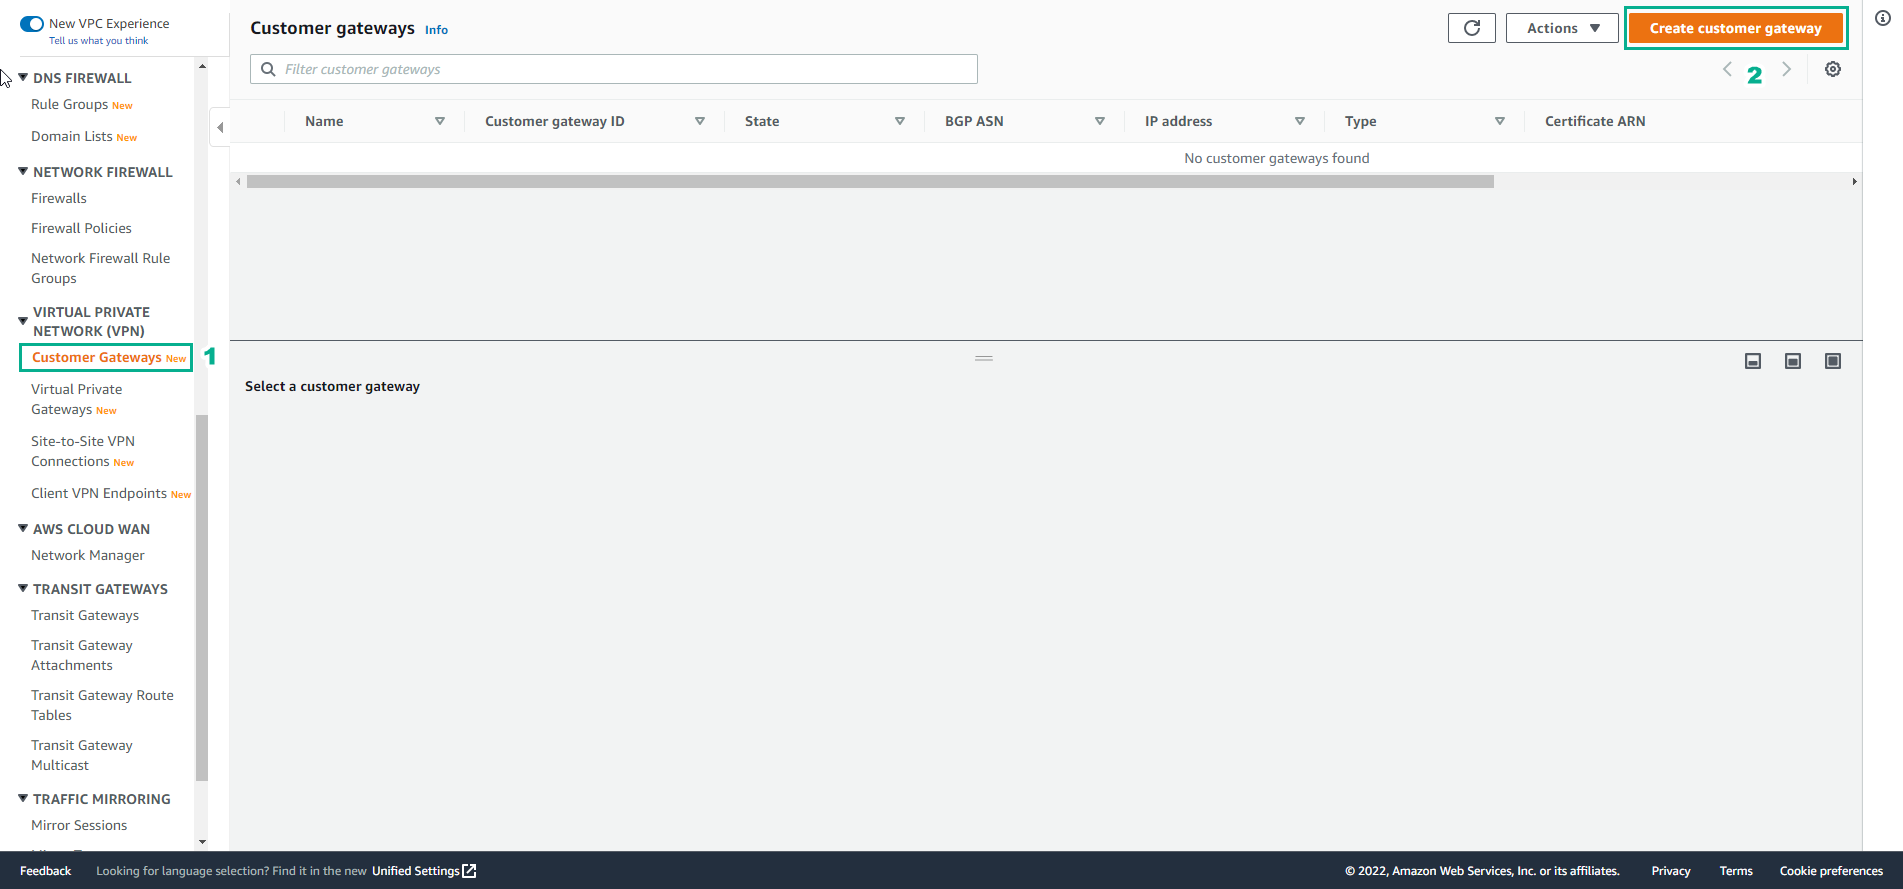 New VPC Experience
Tell us what you think
DNS FIREWALL
Rule Groups New
Domain Lists New
NETWORK FIREWALL
Firewalls
Firewall Policies
Network Firewall Rule
Groups
VIRTUAL PRIVATE
NETWORK (VPN)
Customer Gateways New 1
Virtual Private
Gateways New
Site-to-Site VPN
Connections New
Client VPN Endpoints New
AWS CLOUD WAN
Network Manager
TRANSIT GATEWAYS
Transit Gateways
Transit Gateway
Attachments
Transit Gateway Route
Tables
Transit Gateway
Multicast
TRAFFIC MIRRORING
Mirror Sessions
Customer gateways Info
Actions
Create customer gateway
Filter customer gateways
2
Name Customer gateway ID State BGP ASN IP address Type Certificate ARN
No customer gateways found
Select a customer gateway
Feedback Looking for language selection? Find it in the new Unified Settings
© 2022, Amazon Web Services, Inc. or its affiliates. Privacy Terms Cookie preferences